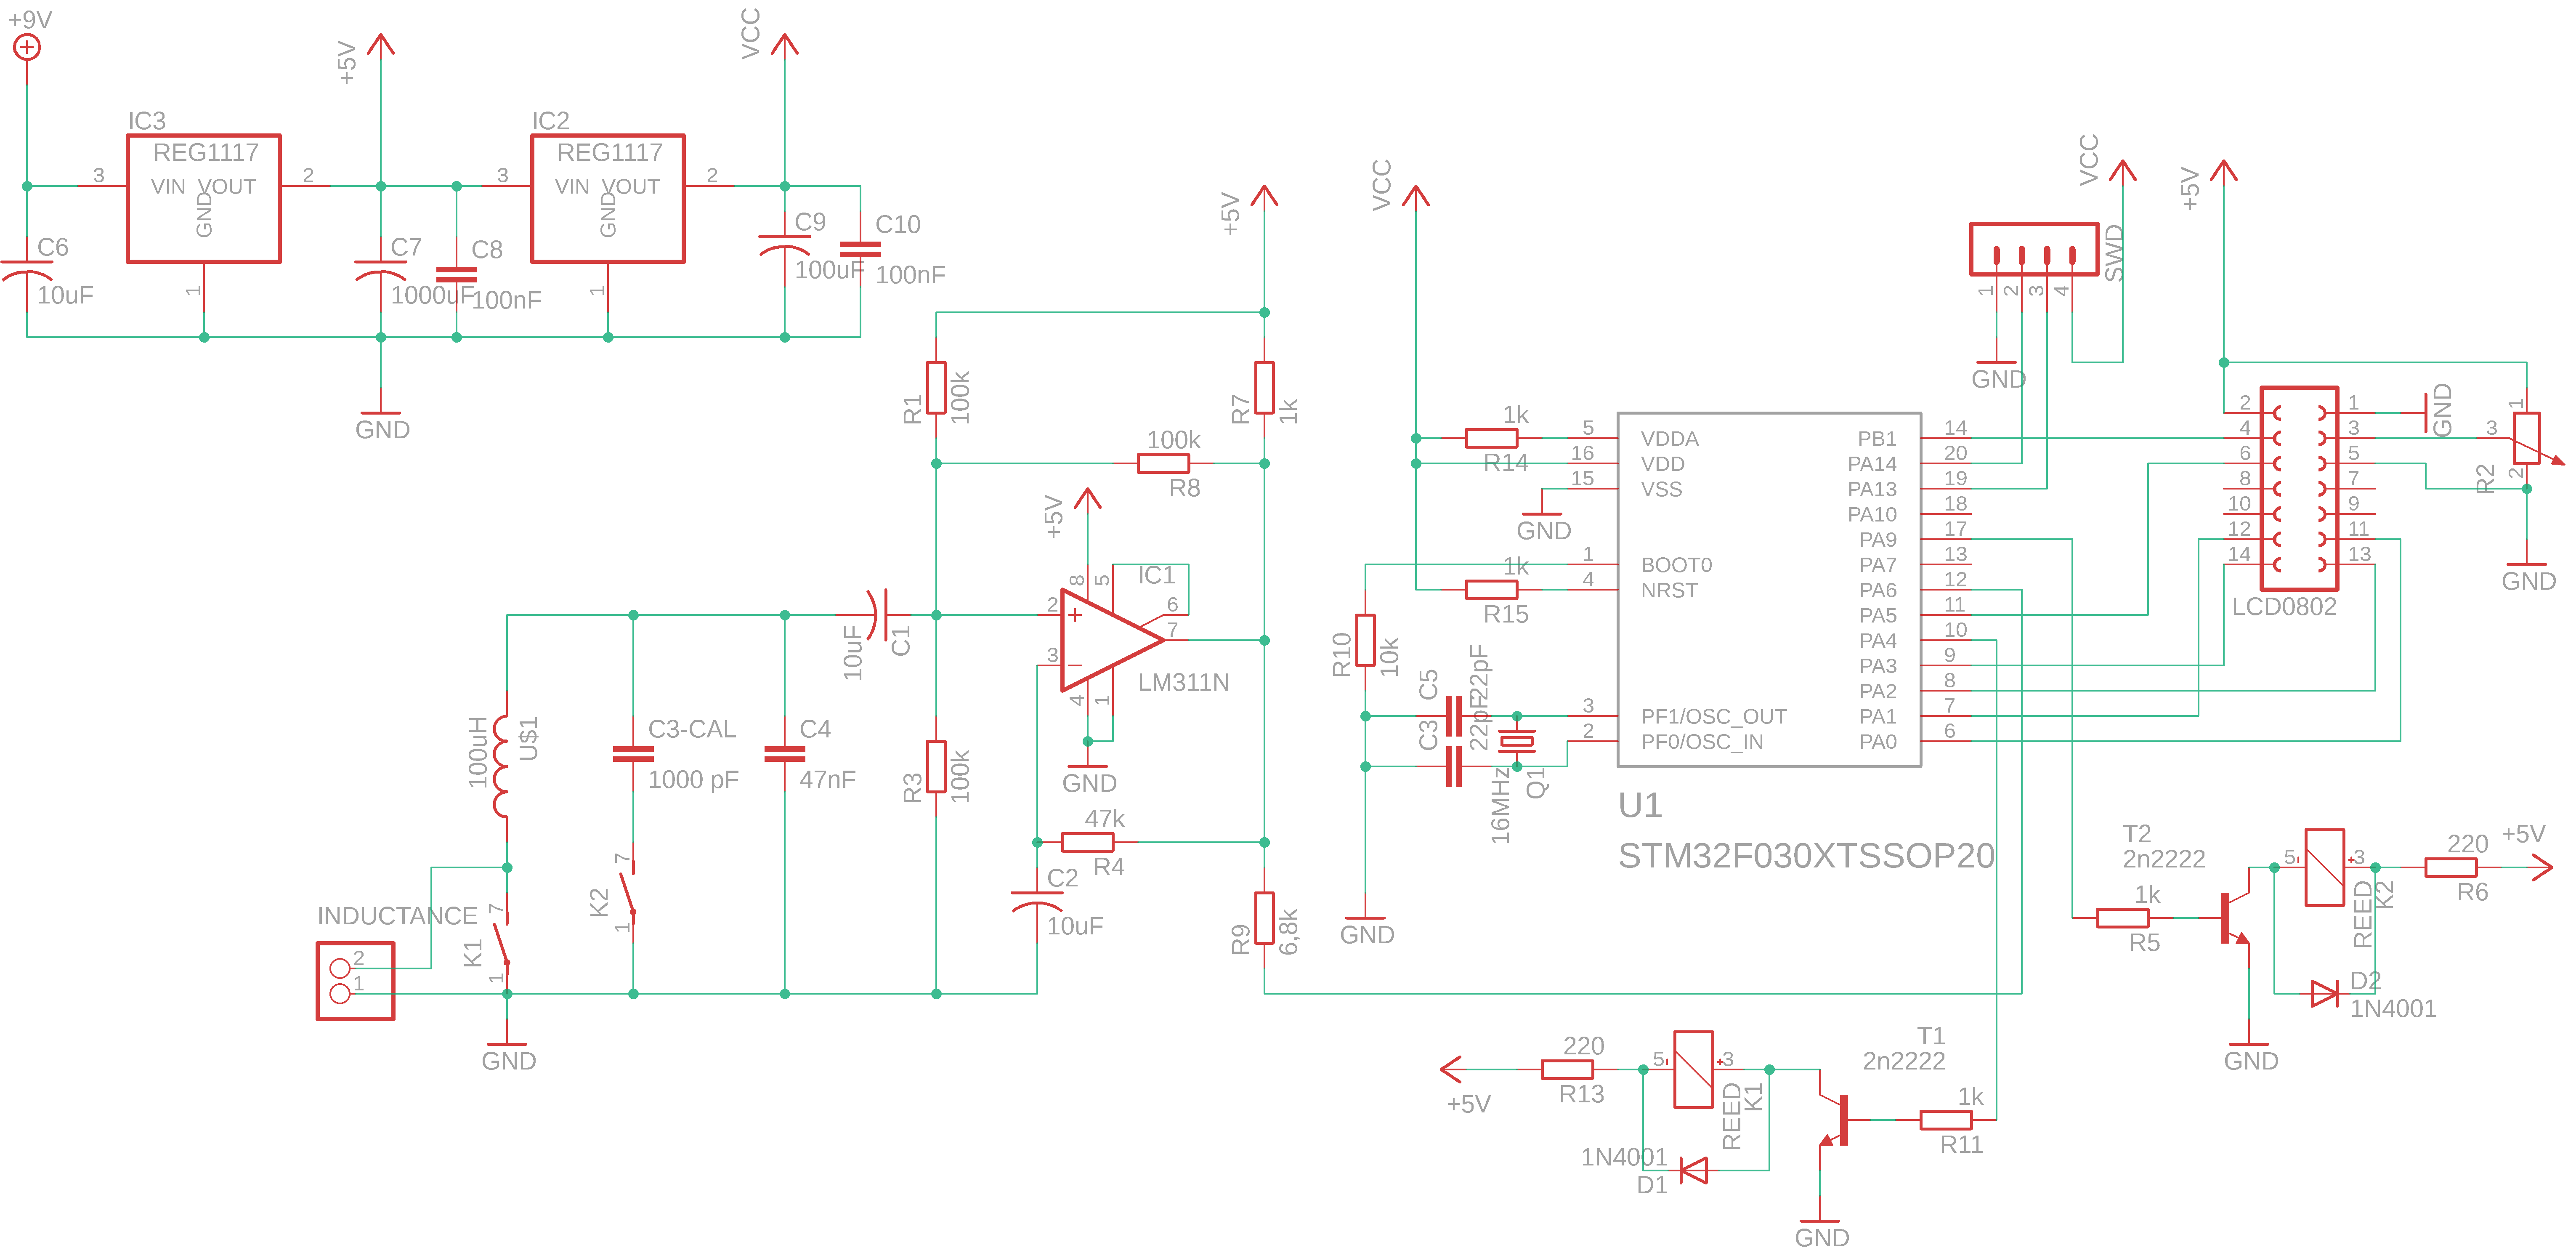 +9V
+5V
VCC
IC3
REG1117
VIN VOUT
GND
3
2
1
IC2
REG1117
VIN VOUT
GND
3
2
1
C6
10uF
C7
1000uF
C8
100nF
C9
100uF
C10
100nF
GND
+5V
R1
100k
R7
1k
100k
R8
+5V
8
5
IC1
2
6
7
3
4
1
LM311N
GND
10uF
C1
100uH
U$1
C3-CAL
1000 pF
C4
47nF
R3
100k
47k
R4
C2
10uF
R9
6,8k
INDUCTANCE
2
1
K1
7
1
K2
7
1
GND
VCC
1k
R14
GND
1k
R15
R10
10k
C5
22pF
C3
22pF
16MHz
Q1
GND
5 VDDA
16 VDD
15 VSS
1 BOOT0
4 NRST
3 PF1/OSC_OUT
2 PF0/OSC_IN
PB1 14
PA14 20
PA13 19
PA10 18
PA9 17
PA7 13
PA6 12
PA5 11
PA4 10
PA3 9
PA2 8
PA1 7
PA0 6
U1
STM32F030XTSSOP20
VCC
SWD
1 2 3 4
GND
+5V
2 1
4 3
6 5
8 7
10 9
12 11
14 13
LCD0802
GND
1
3
2
R2
GND
T2
2n2222
1k
R5
5
3
REED
K2
220
R6
+5V
D2
1N4001
GND
+5V
220
R13
5
3
REED
K1
1N4001
D1
T1
2n2222
1k
R11
GND